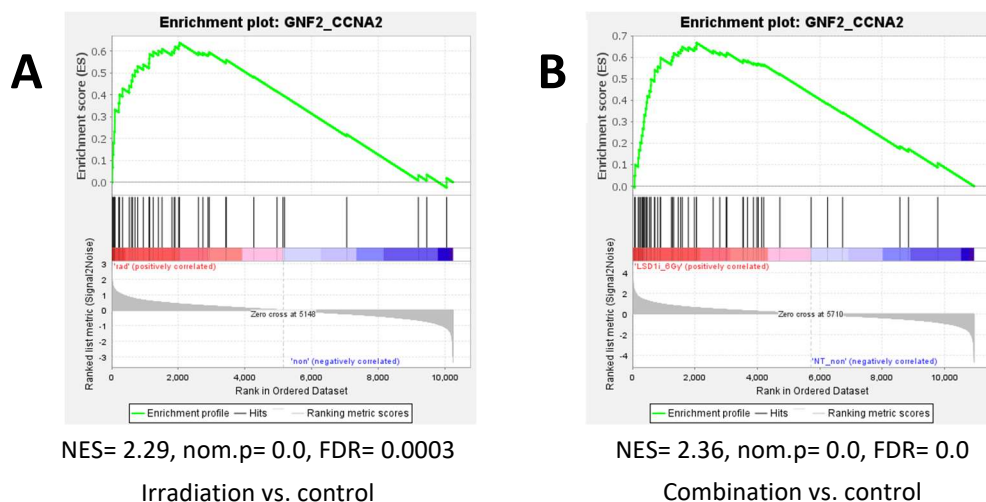 A
Enrichment plot: GNF2_CCNA2
Enrichment score (ES)
0.6
0.5
0.4
0.3
0.2
0.1
0.0
'rad' (positively correlated)
Ranked list metric (Signal2Noise)
3
2
1
0
-1
-2
-3
Zero cross at 5148
'non' (negatively correlated)
0 2,000 4,000 6,000 8,000 10,000
Rank in Ordered Dataset
Enrichment profile Hits Ranking metric scores
NES= 2.29, nom.p= 0.0, FDR= 0.0003
Irradiation vs. control
B
Enrichment plot: GNF2_CCNA2
Enrichment score (ES)
0.7
0.6
0.5
0.4
0.3
0.2
0.1
0.0
'LSD1i_6Gy' (positively correlated)
Ranked list metric (Signal2Noise)
4
2
0
-2
-4
Zero cross at 5710
'NT_non' (negatively correlated)
0 2,000 4,000 6,000 8,000 10,000
Rank in Ordered Dataset
Enrichment profile Hits Ranking metric scores
NES= 2.36, nom.p= 0.0, FDR= 0.0
Combination vs. control